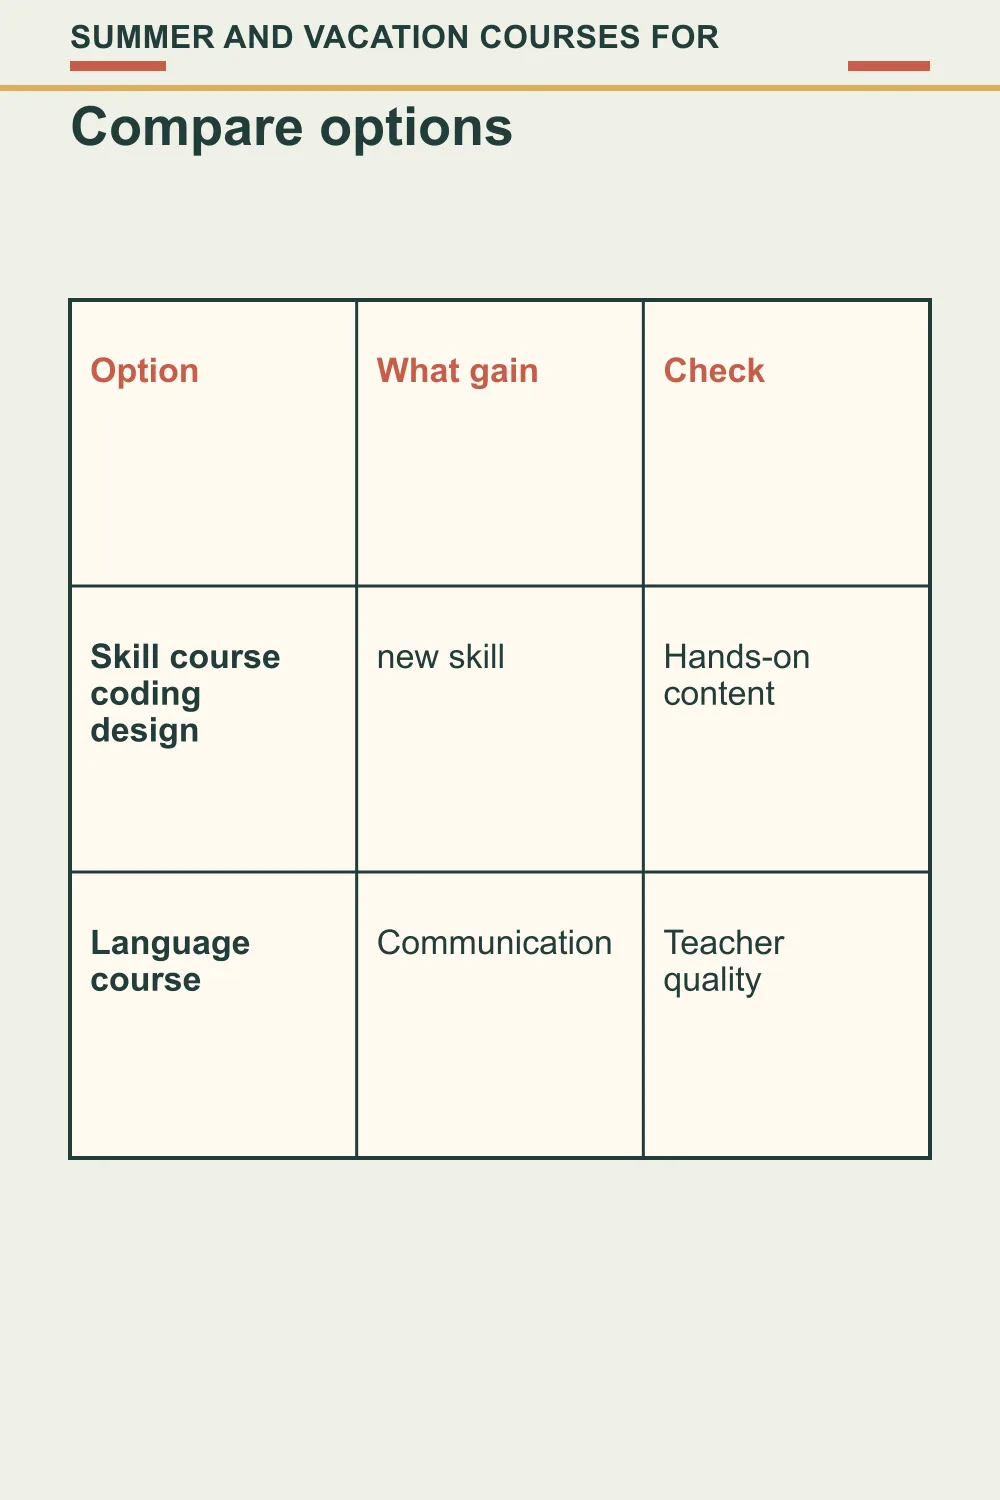 SUMMER AND VACATION COURSES FOR
Compare options
Option
What gain
Check
Skill course
coding
design
new skill
Hands-on
content
Language
course
Communication
Teacher
quality